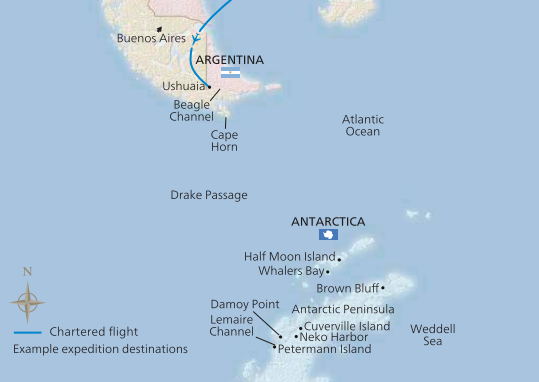 Buenos Aires
ARGENTINA
Ushuaia
Beagle
Channel
Cape
Horn
Atlantic
Ocean
Drake Passage
ANTARCTICA
Half Moon Island
Whalers Bay
Brown Bluff
N
Damoy Point
Antarctic Peninsula
Lemaire
Channel
Cuverville Island
Neko Harbor
Petermann Island
Weddell
Sea
Chartered flight
Example expedition destinations